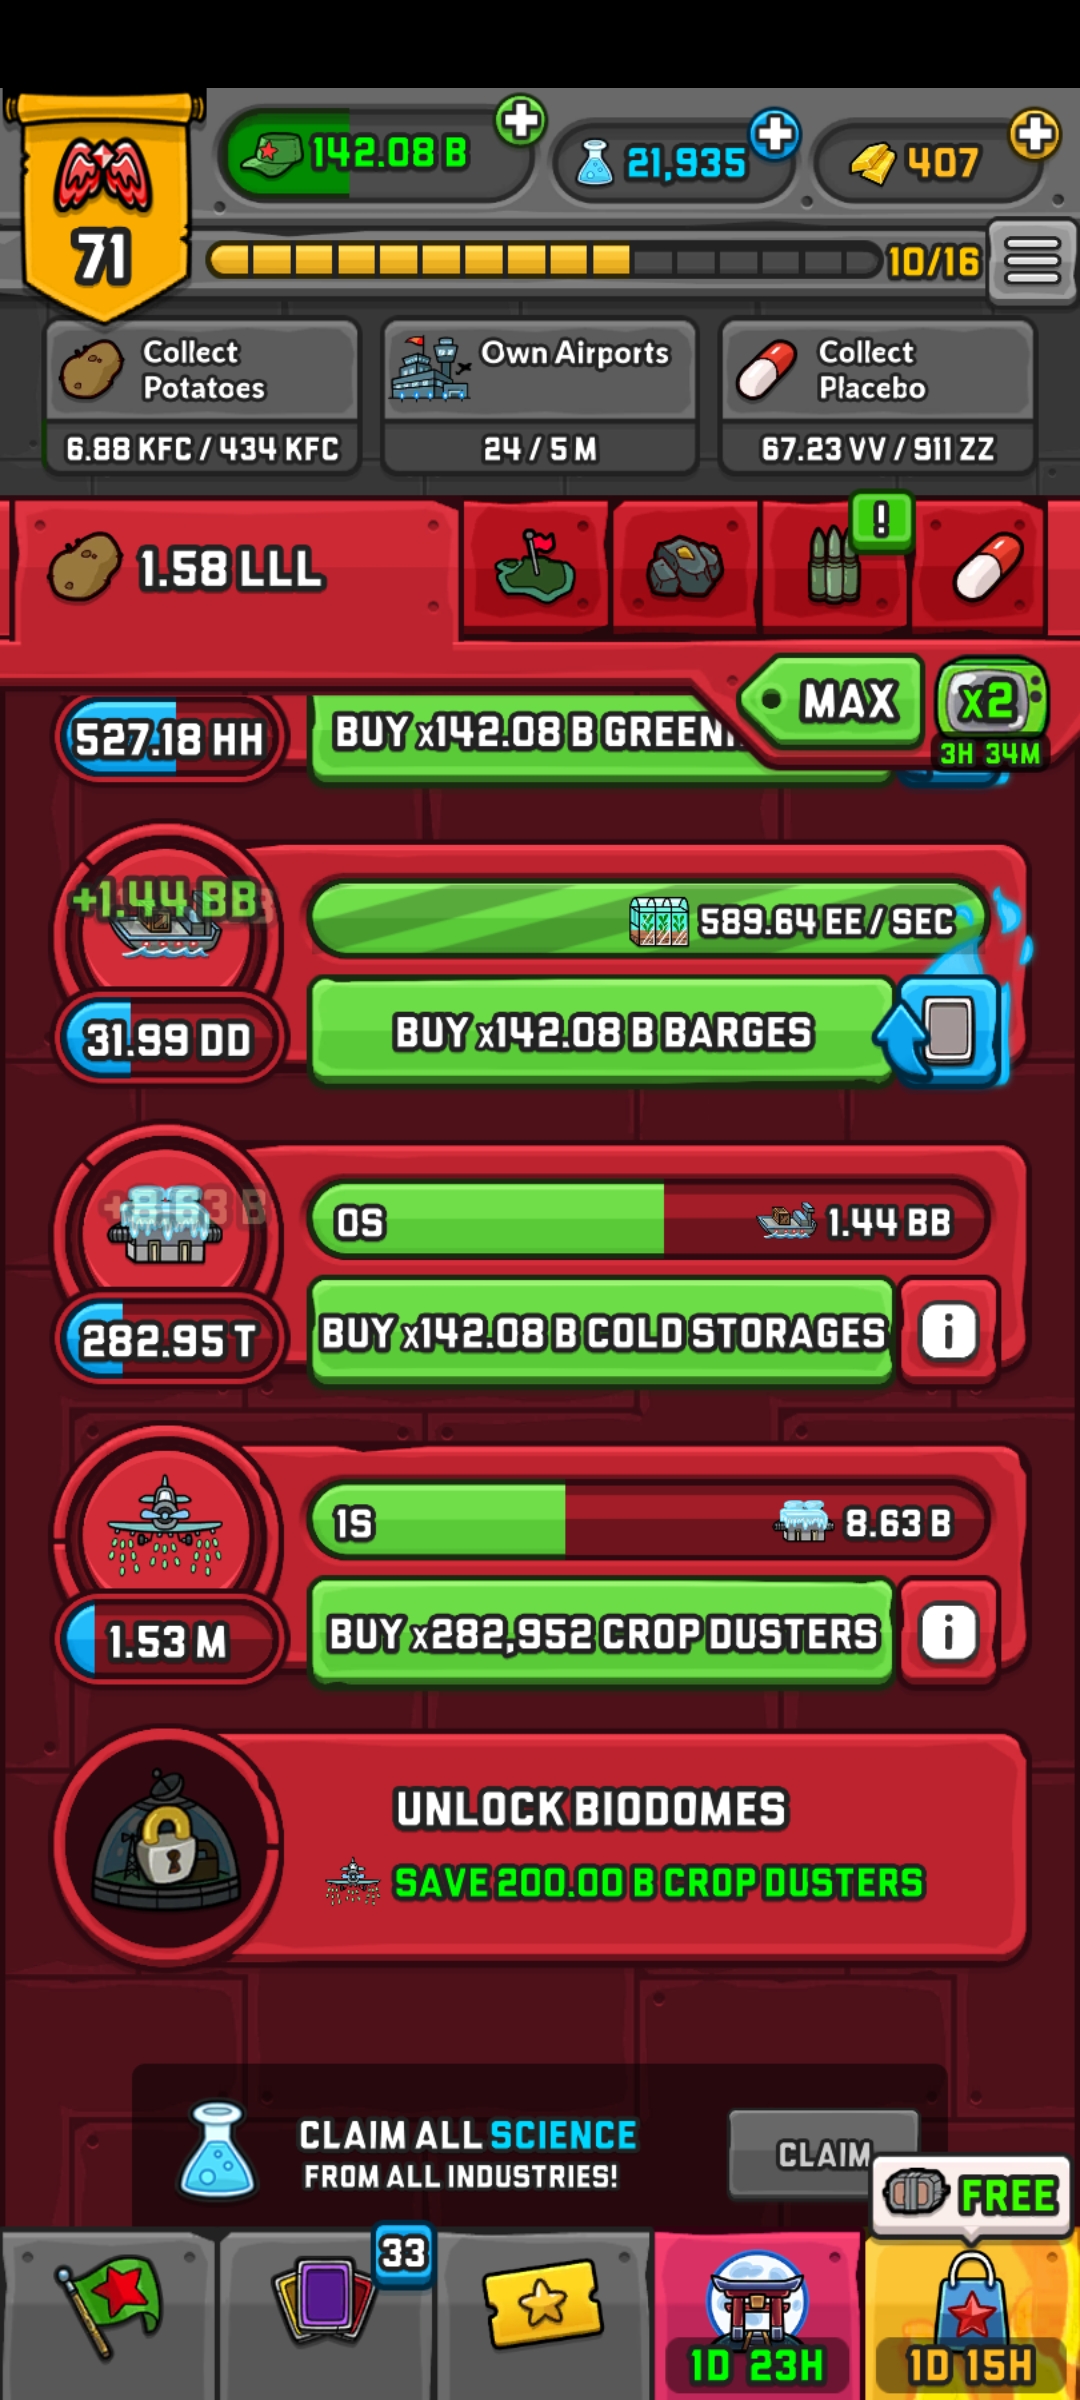 142.08 B
21,935
407
71
10/16
Collect
Potatoes
6.88 KFC / 434 KFC
Own Airports
24 / 5 M
Collect
Placebo
67.23 VV / 911 ZZ
1.58 LLL
!
MAX
x2
3H 34M
527.18 HH
BUY x142.08 B
+1.44 BB
589.64 EE / SEC
31.99 DD
BUY x142.08 B BARGES
+8.63 B
0S
1.44 BB
282.95 T
BUY x142.08 B COLD STORAGES
i
1S
8.63 B
1.53 M
BUY x282,952 CROP DUSTERS
i
UNLOCK BIODOMES
SAVE 200.00 B CROP DUSTERS
CLAIM ALL SCIENCE
FROM ALL INDUSTRIES!
CLAIM
FREE
33
1D 23H
1D 15H